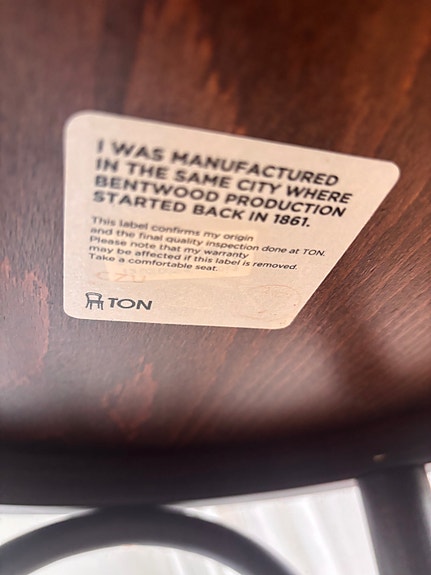 I WAS MANUFACTURED
IN THE SAME CITY WHERE
BENTWOOD PRODUCTION
STARTED BACK IN 1861.
This label confirms my origin
and the final quality inspection done at TON.
Please note that my warranty
may be affected if this label is removed.
Take a comfortable seat.
TON